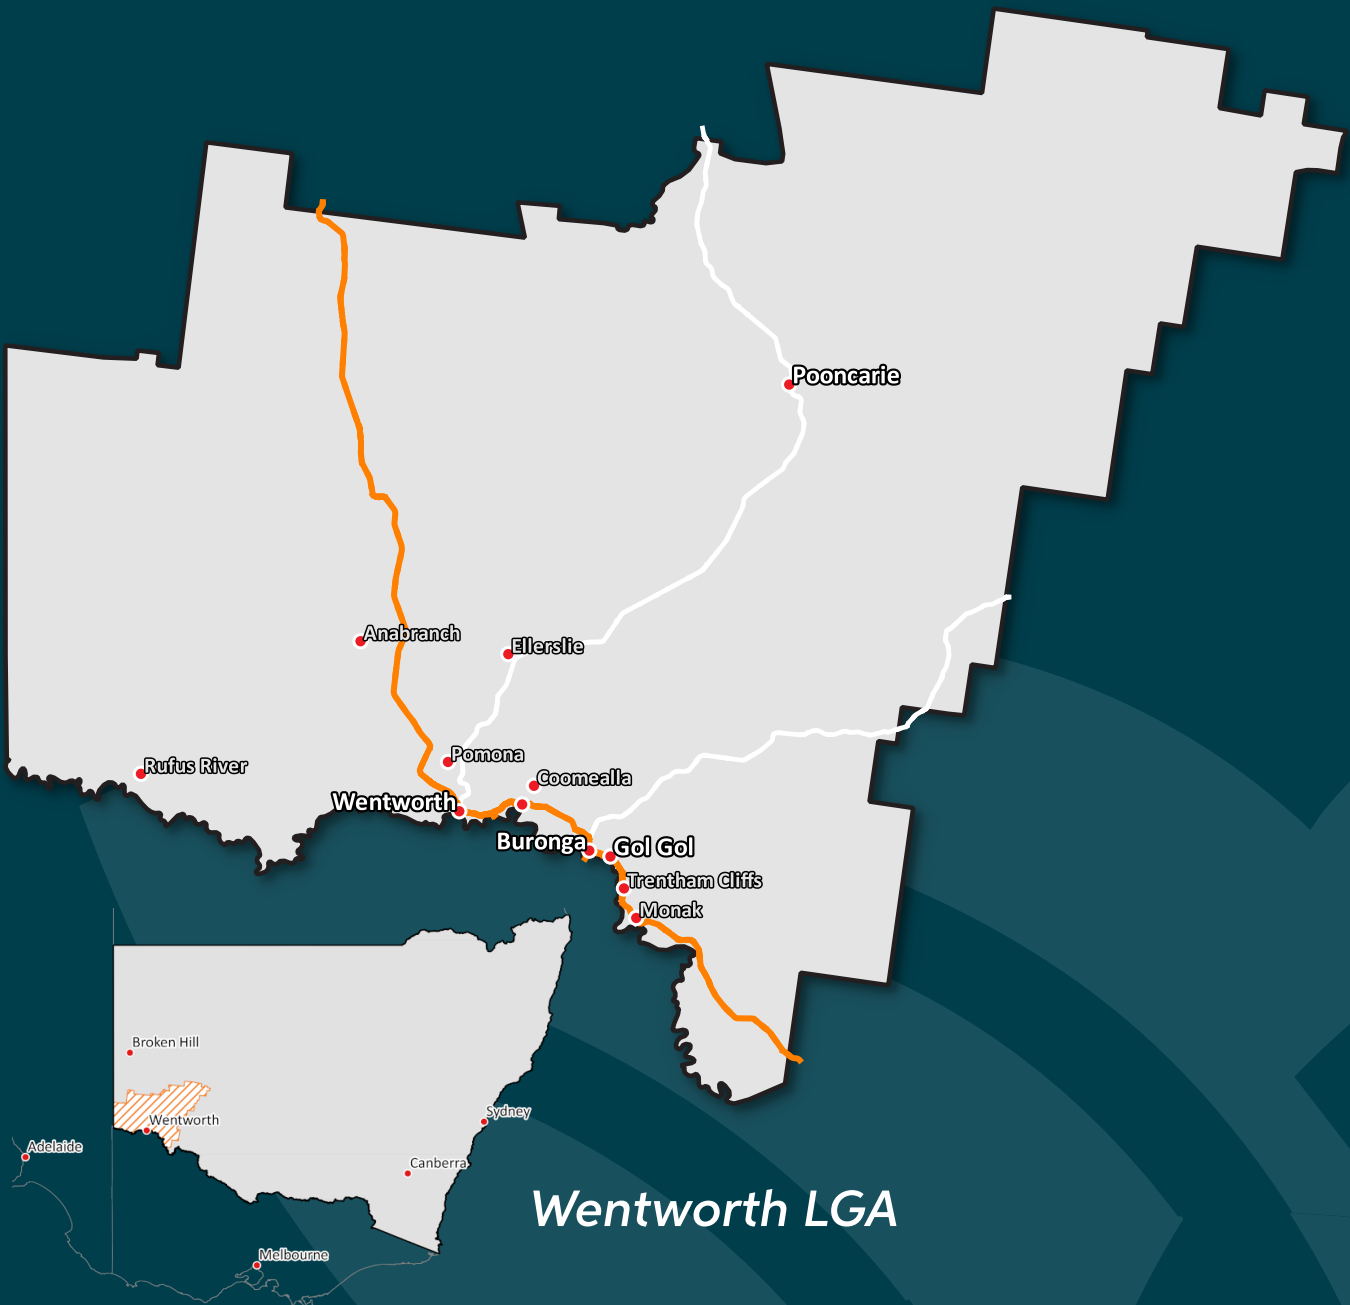 Pooncarie
Anabranch
Ellerslie
Pomona
Rufus River
Coomealla
Wentworth
Buronga
Gol Gol
Trentham Cliffs
Monak
Broken Hill
Wentworth
Sydney
Adelaide
Canberra
Wentworth LGA
Melbourne